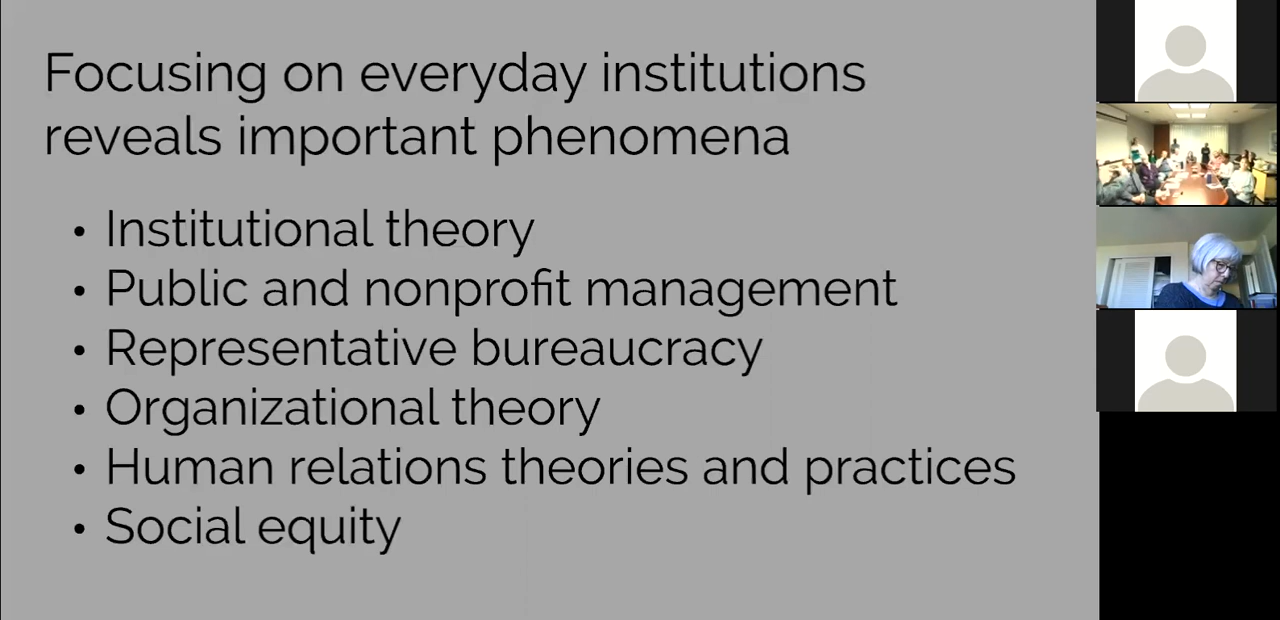 Focusing on everyday institutions
reveals important phenomena
• Institutional theory
• Public and nonprofit management
• Representative bureaucracy
• Organizational theory
• Human relations theories and practices
• Social equity